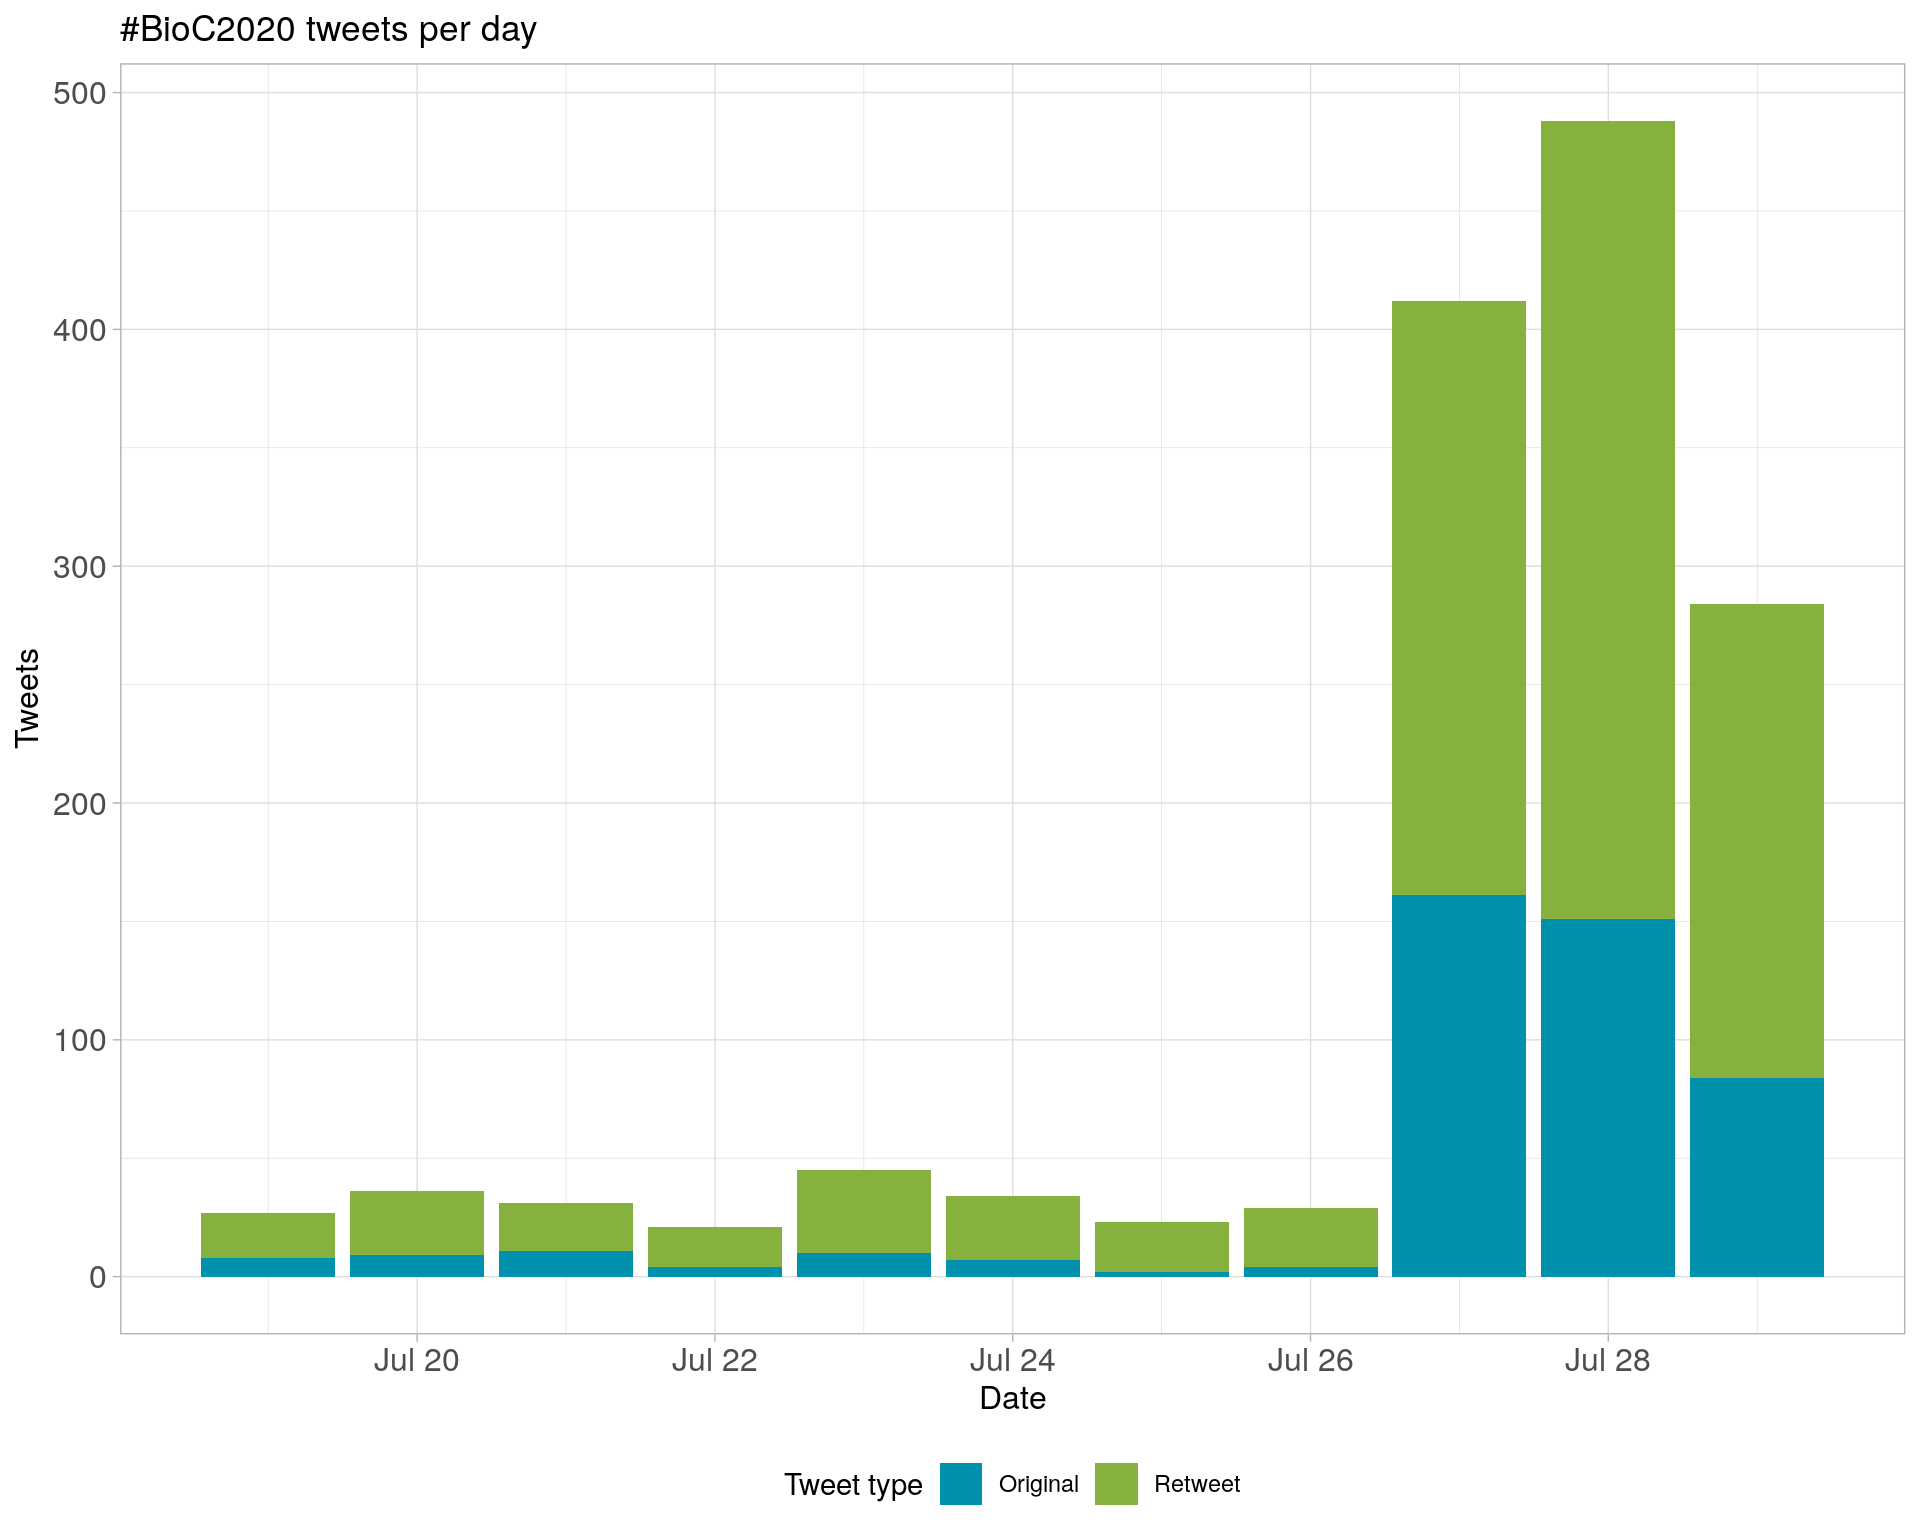 #BioC2020 tweets per day
500
400
300
200
100
0
Tweets
Jul 20 Jul 22 Jul 24 Jul 26 Jul 28
Date
Tweet type Original Retweet